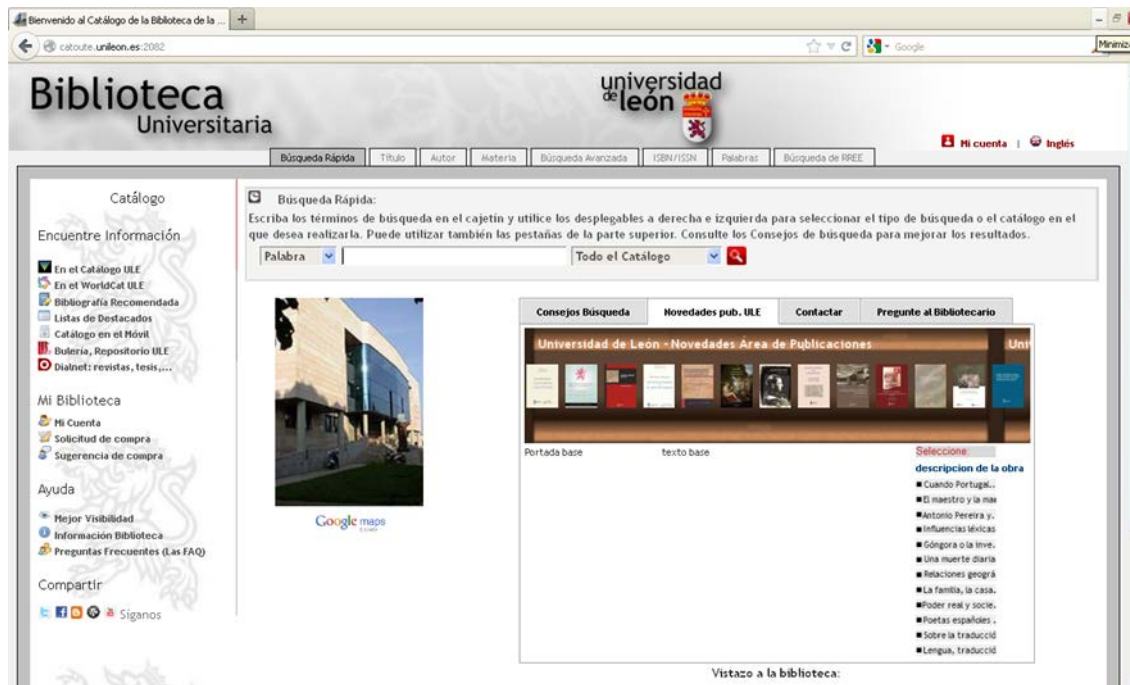 Bienvenido al Catálogo de la Biblioteca de la ...
catoute.unileon.es:2082
Google
Minimiza
Biblioteca
Universitaria
universidad
de león
Mi cuenta | Inglés
Búsqueda Rápida Título Autor Materia Búsqueda Avanzada ISBN/ISSN Palabras Búsqueda de RREE
Catálogo
Encuentre Información
En el Catálogo ULE
En el WorldCat ULE
Bibliografía Recomendada
Listas de Destacados
Catálogo en el Móvil
Bulería, Repositorio ULE
Dialnet: revistas, tesis,...
Mi Biblioteca
Mi Cuenta
Solicitud de compra
Sugerencia de compra
Ayuda
Mejor Visibilidad
Información Biblioteca
Preguntas Frecuentes (Las FAQ)
Compartir
Síganos
Búsqueda Rápida:
Escriba los términos de búsqueda en el cajetín y utilice los desplegables a derecha e izquierda para seleccionar el tipo de búsqueda o el catálogo en el
que desea realizarla. Puede utilizar también las pestañas de la parte superior. Consulte los Consejos de búsqueda para mejorar los resultados.
Palabra Todo el Catálogo
Google maps
Consejos Búsqueda Novedades pub. ULE Contactar Pregunte al Bibliotecario
Universidad de León - Novedades Área de Publicaciones Uni
Portada base texto base Seleccione:
descripcion de la obra
Cuando Portugal..
El maestro y la mae
Antonio Pereira y.
Influencias léxicas
Góngora o la inve.
Una muerte diaria
Relaciones geográ
La familia, la casa.
Poder real y socie.
Poetas españoles .
Sobre la traducció
Lengua, traducció
Vistazo a la biblioteca: